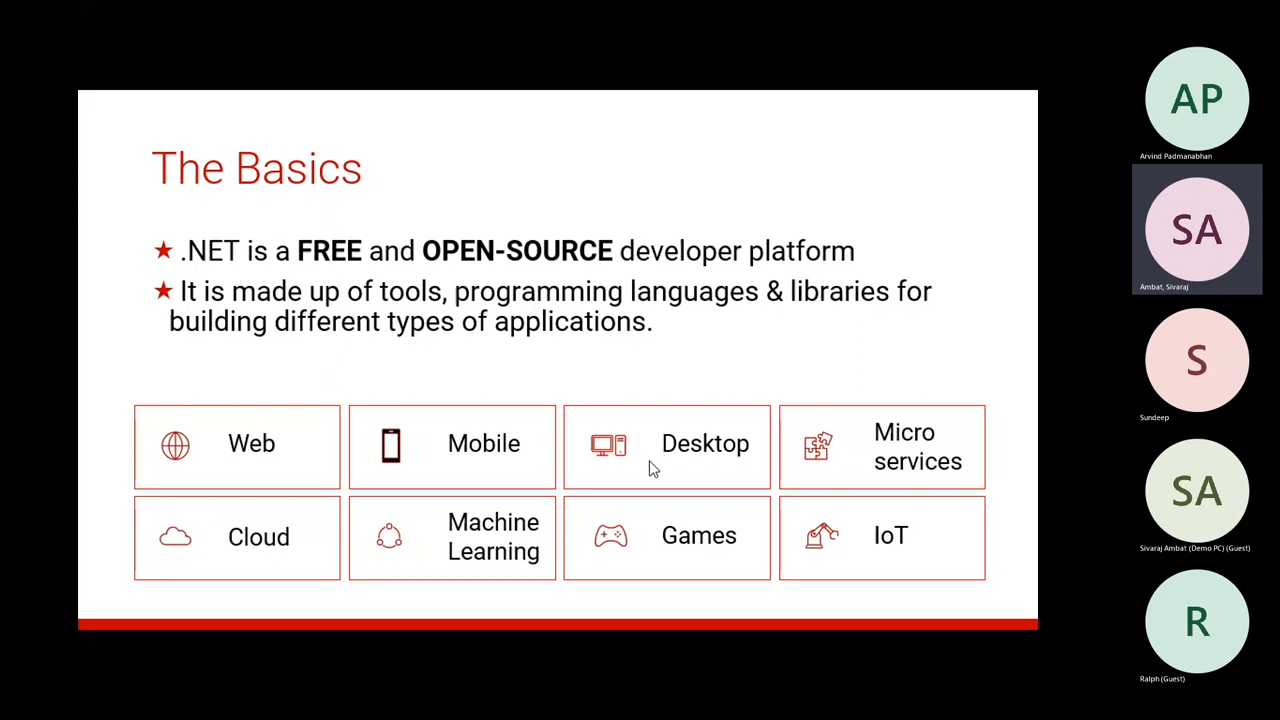 The Basics
.NET is a FREE and OPEN-SOURCE developer platform
It is made up of tools, programming languages & libraries for
building different types of applications.
Web
Mobile
Desktop
Micro
services
Cloud
Machine
Learning
Games
IoT
AP
Arvind Padmanabhan
SA
Ambat, Sivaraj
S
Sundeep
SA
Sivaraj Ambat (Demo PC) (Guest)
R
Ralph (Guest)